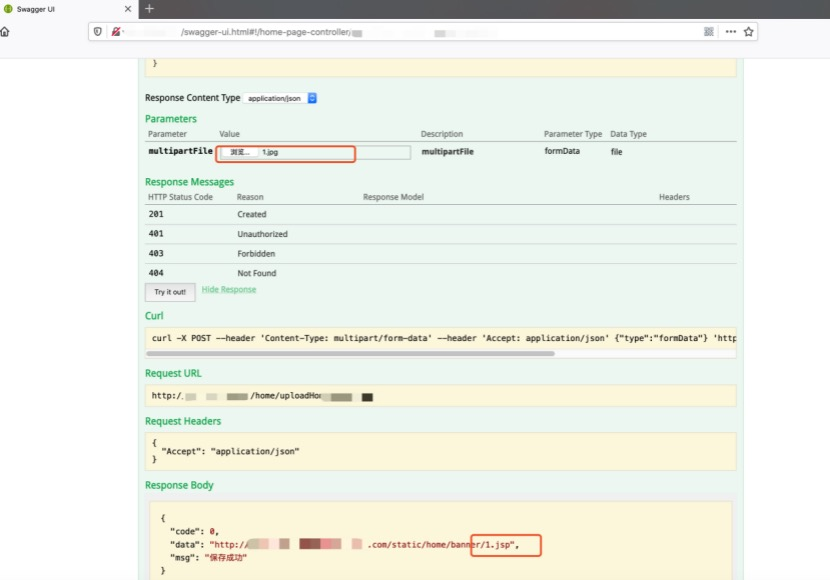 Swagger UI
/swagger-ui.html#!/home-page-controller/
}
Response Content Type application/json
Parameters
Parameter Value Description Parameter Type Data Type
multipartFile 浏览... 1.jpg multipartFile formData file
Response Messages
HTTP Status Code Reason Response Model Headers
201 Created
401 Unauthorized
403 Forbidden
404 Not Found
Try it out! Hide Response
Curl
curl -X POST --header 'Content-Type: multipart/form-data' --header 'Accept: application/json' {"type":"formData"} 'http
Request URL
http:/ /home/uploadHo
Request Headers
{
"Accept": "application/json"
}
Response Body
{
"code": 0,
"data": "http:/ .com/static/home/banner/1.jsp",
"msg": "保存成功"
}